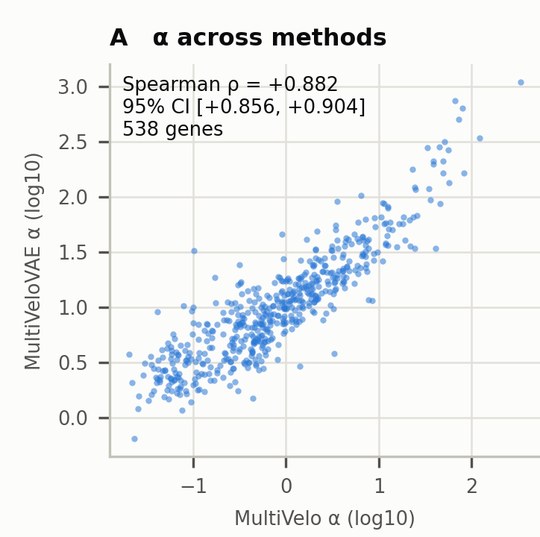 A α across methods
Spearman ρ = +0.882
95% CI [+0.856, +0.904]
538 genes
MultiVeloVAE α (log10)
3.0
2.5
2.0
1.5
1.0
0.5
0.0
−1 0 1 2
MultiVelo α (log10)